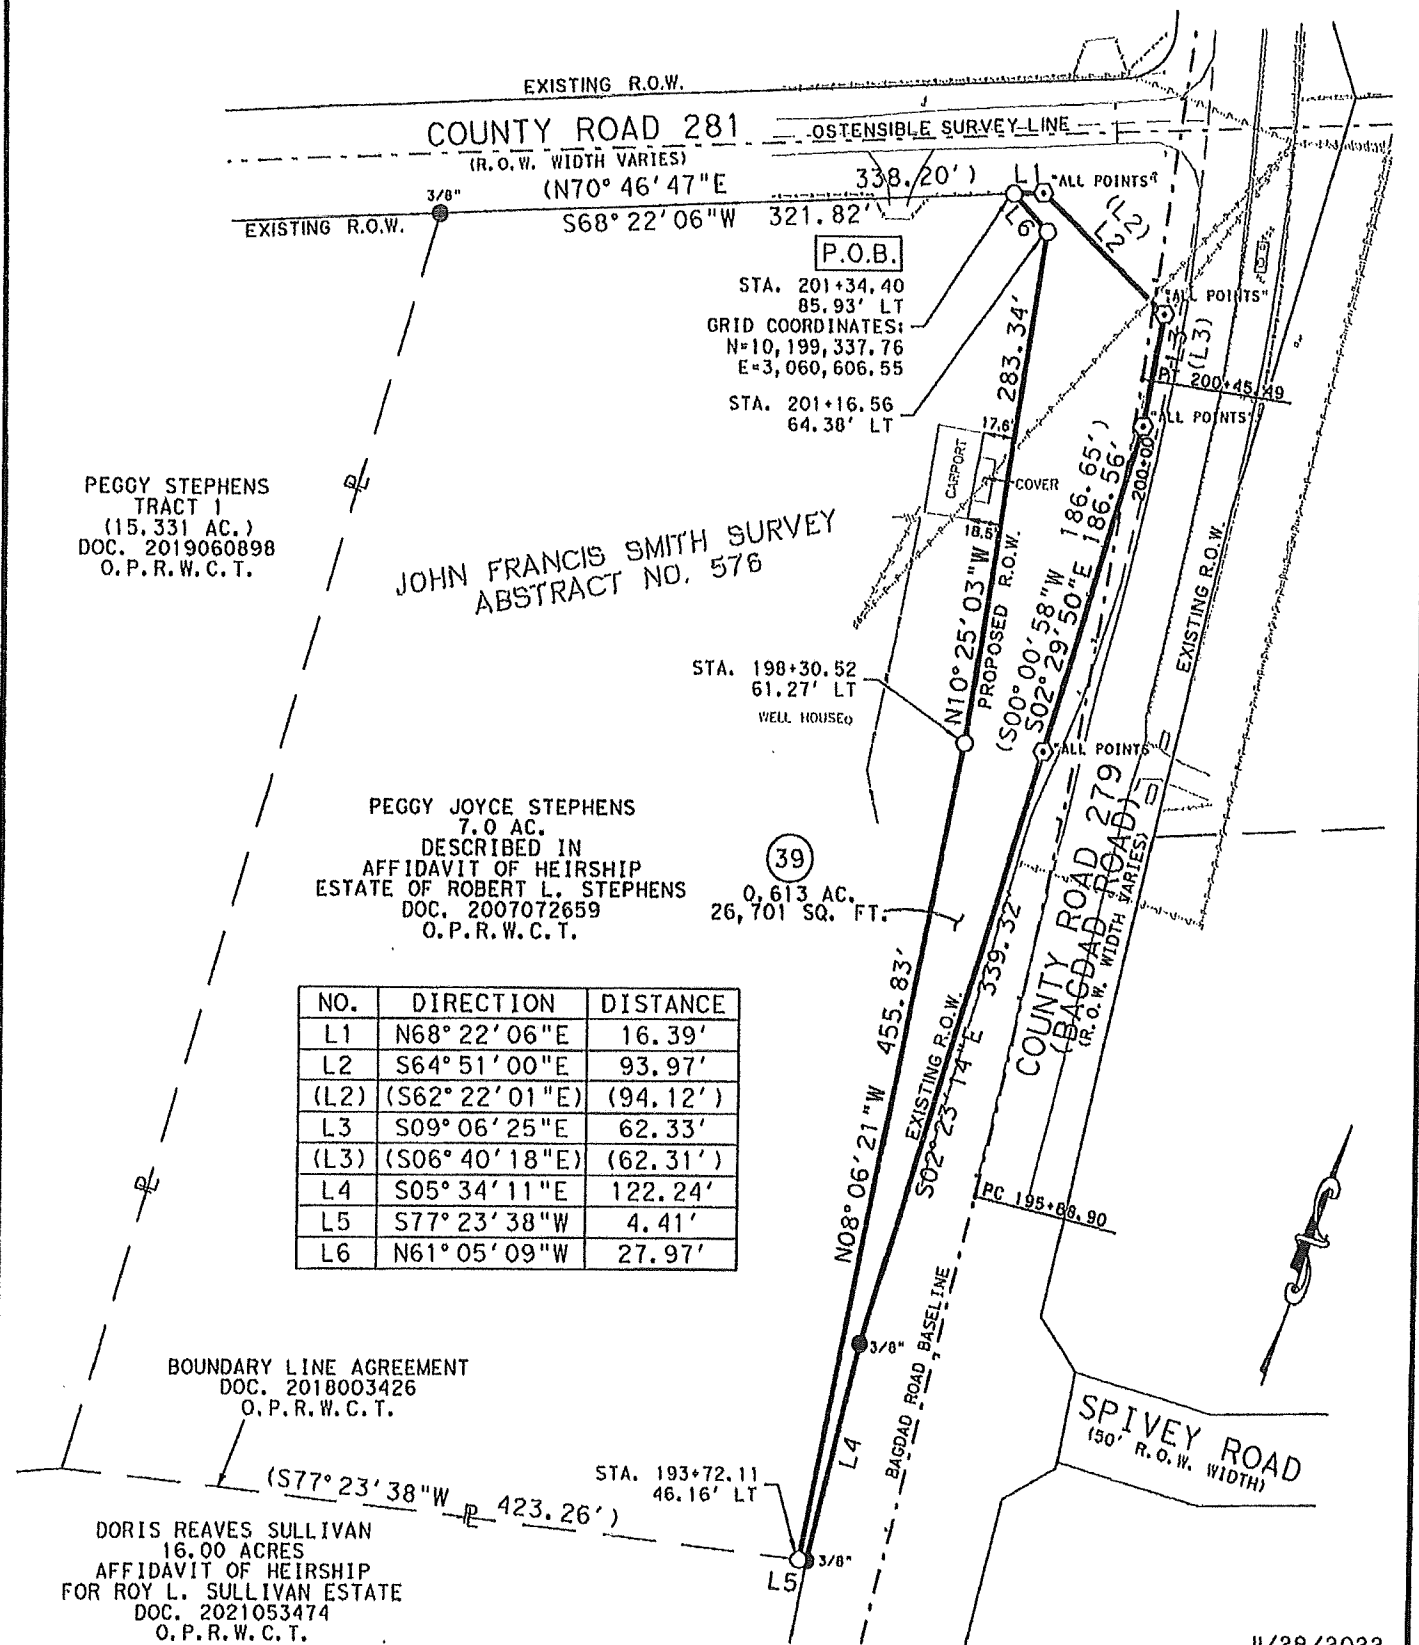 EXISTING R.O.W.
COUNTY ROAD 281
(R.O.W. WIDTH VARIES)
OSTENSIBLE SURVEY LINE
3/8"
(N70°46'47"E 338.20')
S68°22'06"W 321.82'
EXISTING R.O.W.
L1
"ALL POINTS"
(L2)
L2
L6
P.O.B.
STA. 201+34.40
85.93' LT
GRID COORDINATES:
N=10,199,337.76
E=3,060,606.55
STA. 201+16.56
64.38' LT
"ALL POINTS"
L3
(L3)
PT 200+45.49
"ALL POINTS"
200+00
283.34'
17.6'
CARPORT
COVER
18.5'
N10°25'03"W
PROPOSED R.O.W.
(S00°00'58"W 186.65')
S02°29'50"E 186.56'
EXISTING R.O.W.
PEGGY STEPHENS
TRACT 1
(15.331 AC.)
DOC. 2019060898
O.P.R.W.C.T.
PL
JOHN FRANCIS SMITH SURVEY
ABSTRACT NO. 576
STA. 198+30.52
61.27' LT
WELL HOUSE
"ALL POINTS"
PEGGY JOYCE STEPHENS
7.0 AC.
DESCRIBED IN
AFFIDAVIT OF HEIRSHIP
ESTATE OF ROBERT L. STEPHENS
DOC. 2007072659
O.P.R.W.C.T.
39
0.613 AC.
26,701 SQ. FT.
COUNTY ROAD 279
(BAGDAD ROAD)
(R.O.W. WIDTH VARIES)
N08°06'21"W 455.83'
EXISTING R.O.W.
S02°23'14"E 339.32
NO. DIRECTION DISTANCE
L1 N68°22'06"E 16.39'
L2 S64°51'00"E 93.97'
(L2) (S62°22'01"E) (94.12')
L3 S09°06'25"E 62.33'
(L3) (S06°40'18"E) (62.31')
L4 S05°34'11"E 122.24'
L5 S77°23'38"W 4.41'
L6 N61°05'09"W 27.97'
PL
PC 195+88.90
BAGDAD ROAD BASELINE
3/8"
BOUNDARY LINE AGREEMENT
DOC. 2018003426
O.P.R.W.C.T.
SPIVEY ROAD
(50' R.O.W. WIDTH)
L4
STA. 193+72.11
46.16' LT
(S77°23'38"W PL 423.26')
3/8"
L5
DORIS REAVES SULLIVAN
16.00 ACRES
AFFIDAVIT OF HEIRSHIP
FOR ROY L. SULLIVAN ESTATE
DOC. 2021053474
O.P.R.W.C.T.